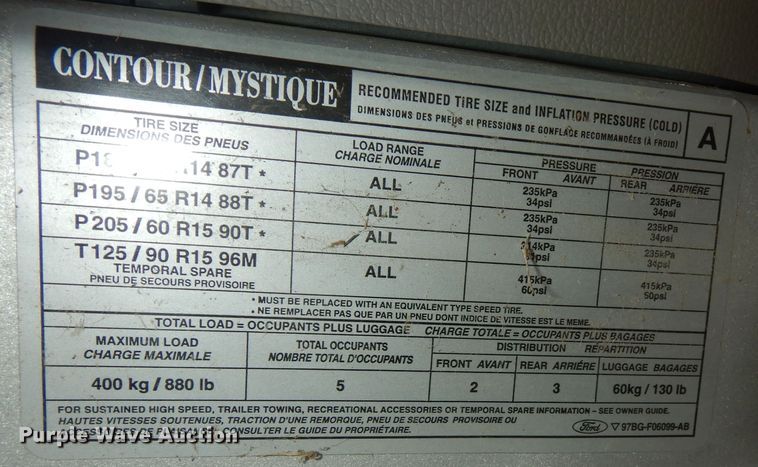 CONTOUR/MYSTIQUE
RECOMMENDED TIRE SIZE and INFLATION PRESSURE (COLD)
DIMENSIONS DES PNEUS et PRESSIONS DE GONFLAGE RECOMMANDÉES (À FROID)
A
TIRE SIZE
DIMENSIONS DES PNEUS
LOAD RANGE
CHARGE NOMINALE
PRESSURE PRESSION
FRONT AVANT REAR ARRIÈRE
R14 87T * ALL 235kPa 34psi 235kPa 34psi
P195/65 R14 88T * ALL 235kPa 34psi 235kPa 34psi
P205/60 R15 90T * ALL 235kPa 34psi
T125/90 R15 96M ALL 415kPa 60psi 415kPa
TEMPORAL SPARE
PNEU DE SECOURS PROVISOIRE
* MUST BE REPLACED WITH AN EQUIVALENT TYPE SPEED TIRE.
NE REMPLACER PAS QUE PAR UN PNEU DONT INDICE DE VITESSE EST LE MEME.
TOTAL LOAD = OCCUPANTS PLUS LUGGAGE CHARGE TOTALE = OCCUPANTS PLUS BAGAGES
MAXIMUM LOAD
CHARGE MAXIMALE
TOTAL OCCUPANTS
NOMBRE TOTAL D'OCCUPANTS
DISTRIBUTION RÉPARTITION
FRONT AVANT REAR ARRIÉRE LUGGAGE BAGAGES
400 kg / 880 lb 5 2 3 60kg / 130 lb
FOR SUSTAINED HIGH SPEED, TRAILER TOWING, RECREATIONAL ACCESSORIES OR TEMPORAL SPARE INFORMATION – SEE OWNER GUIDE.
HAUTES VITESSES SOUTENUES, TRACTION D'UNE REMORQUE, PNEU DE SECOURS PROVISOIRE OU
ACCESSOIRES DE PLAISANCE - CONSULTER LE GUIDE DU PROPRIÉTAIRE.
Ford 97BG-F06099-AB
Purple Wave Auction